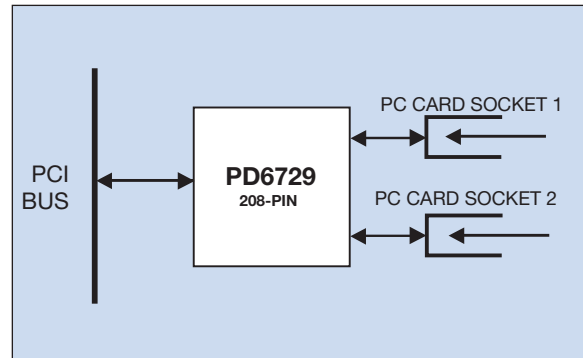 PCI
BUS
PD6729
208-PIN
PC CARD SOCKET 1
PC CARD SOCKET 2